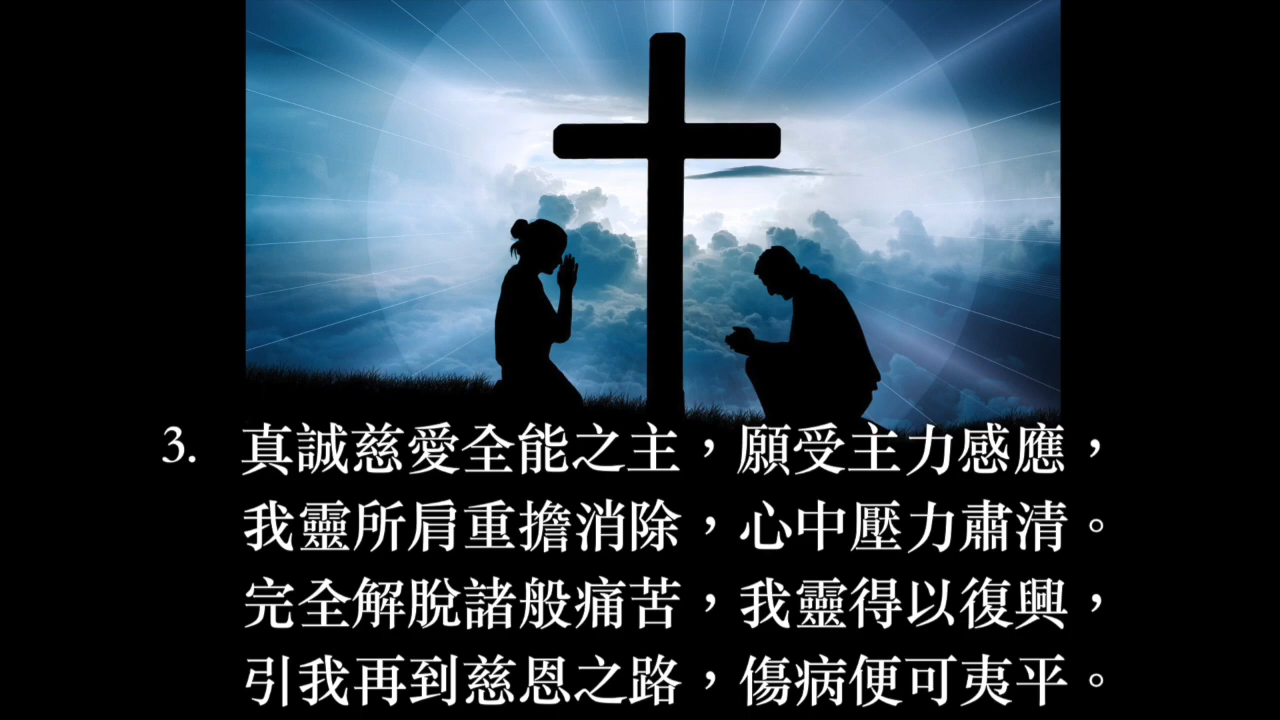 3. 真誠慈愛全能之主，願受主力感應，
我靈所肩重擔消除，心中壓力肅清。
完全解脫諸般痛苦，我靈得以復興，
引我再到慈恩之路，傷病便可夷平。